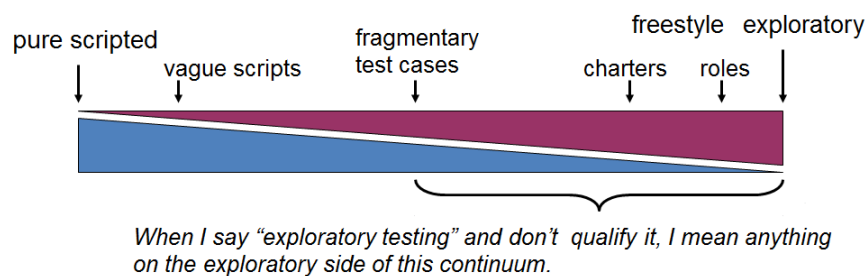 pure scripted
vague scripts
fragmentary
test cases
charters
roles
freestyle exploratory
When I say “exploratory testing” and don’t qualify it, I mean anything
on the exploratory side of this continuum.